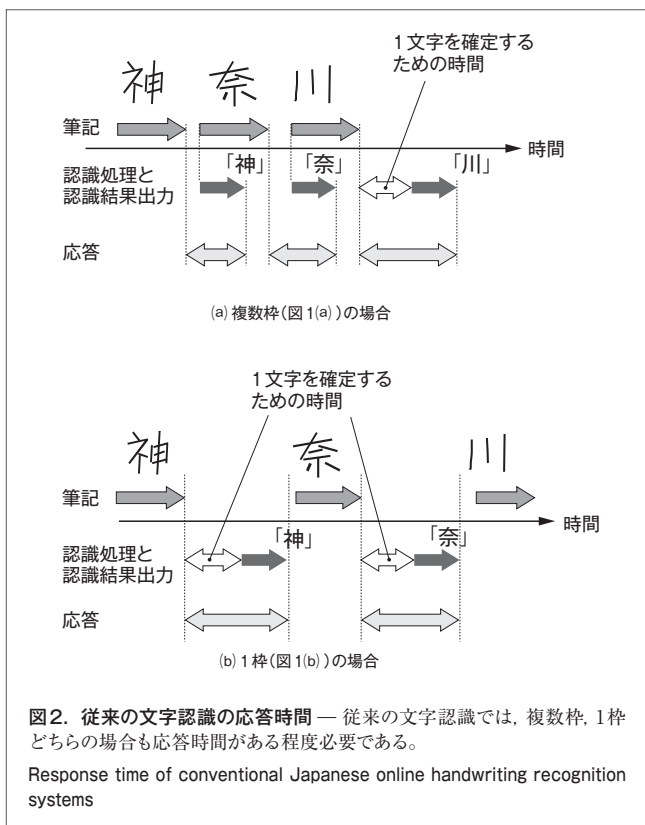 1文字を確定する
ための時間
神 奈 川
筆記
時間
認識処理と
認識結果出力
「神」 「奈」 「川」
応答
(a) 複数枠(図1(a))の場合
1文字を確定する
ための時間
神 奈 川
筆記
時間
認識処理と
認識結果出力
「神」 「奈」
応答
(b) 1枠(図1(b))の場合
図2. 従来の文字認識の応答時間 — 従来の文字認識では, 複数枠, 1枠
どちらの場合も応答時間がある程度必要である。
Response time of conventional Japanese online handwriting recognition
systems